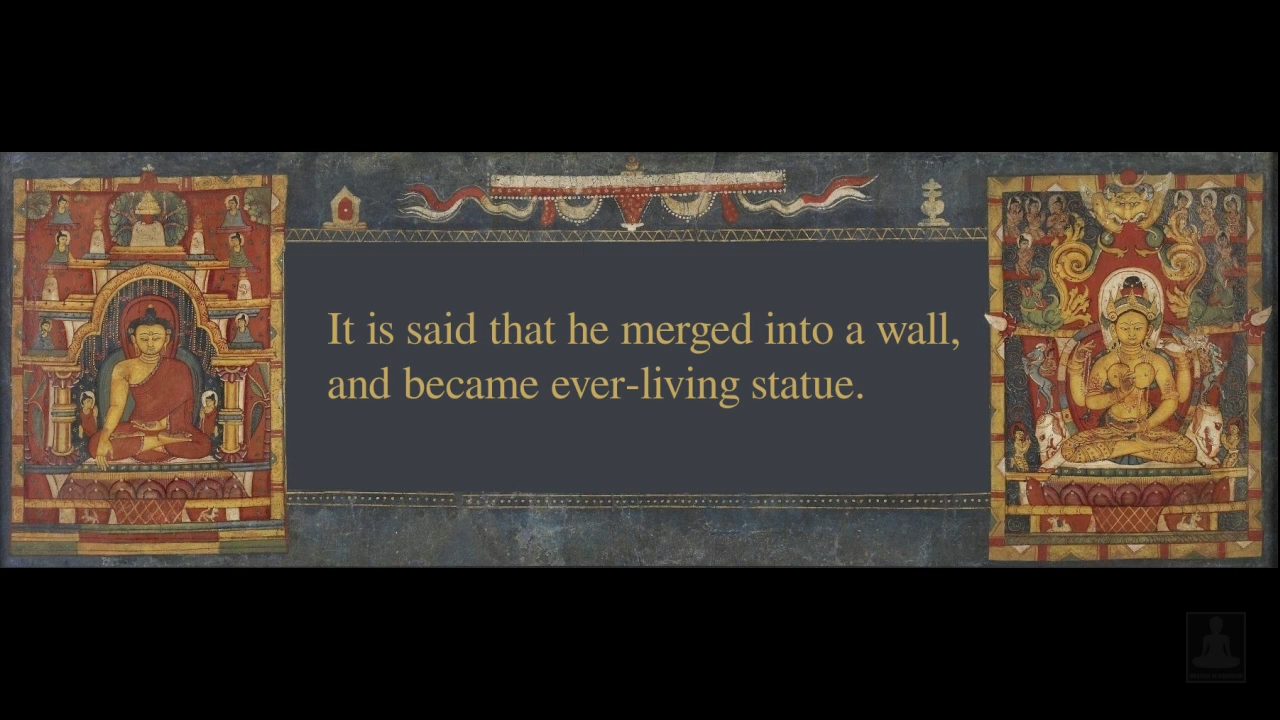 It is said that he merged into a wall,
and became ever-living statue.